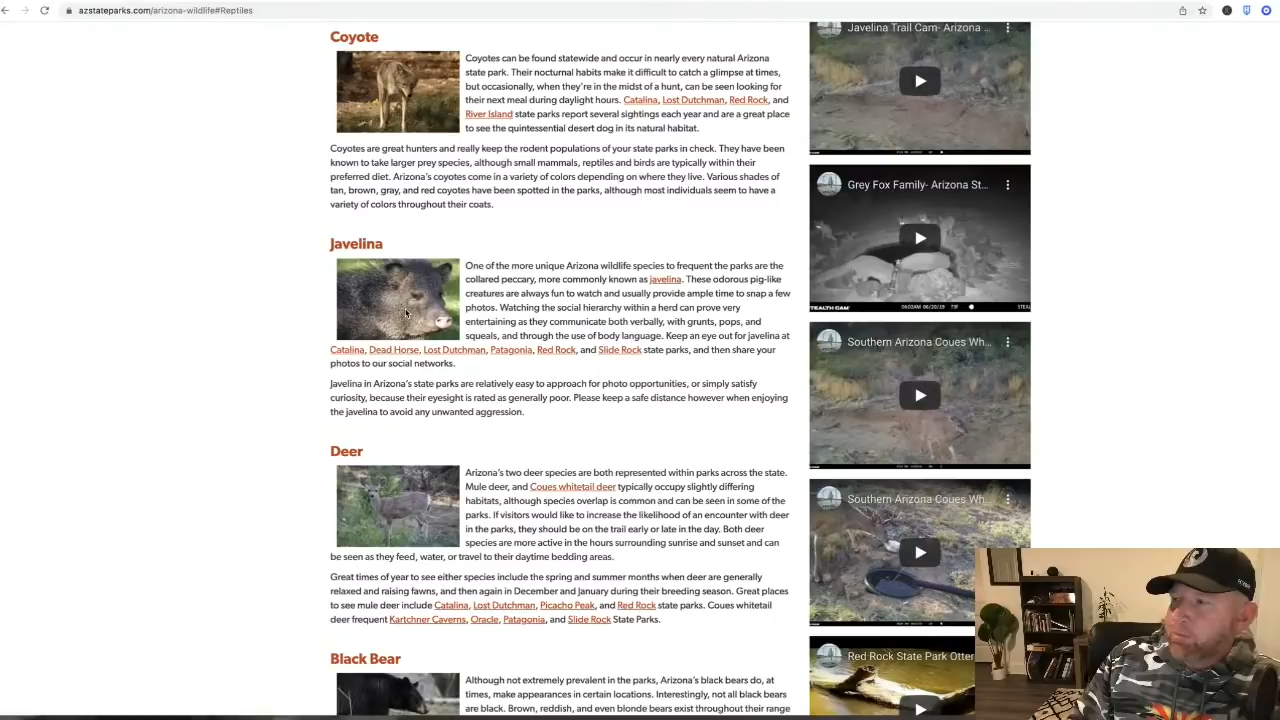 azstateparks.com/arizona-wildlife#Reptiles
Coyote
Coyotes can be found statewide and occur in nearly every natural Arizona
state park. Their nocturnal habits make it difficult to catch a glimpse at times,
but occasionally, when they're in the midst of a hunt, can be seen looking for
their next meal during daylight hours. Catalina, Lost Dutchman, Red Rock, and
River Island state parks report several sightings each year and are a great place
to see the quintessential desert dog in its natural habitat.
Coyotes are great hunters and really keep the rodent populations of your state parks in check. They have been
known to take larger prey species, although small mammals, reptiles and birds are typically within their
preferred diet. Arizona's coyotes come in a variety of colors depending on where they live. Various shades of
tan, brown, gray, and red coyotes have been spotted in the parks, although most individuals seem to have a
variety of colors throughout their coats.
Javelina
One of the more unique Arizona wildlife species to frequent the parks are the
collared peccary, more commonly known as javelina. These odorous pig-like
creatures are always fun to watch and usually provide ample time to snap a few
photos. Watching the social hierarchy within a herd can prove very
entertaining as they communicate both verbally, with grunts, pops, and
squeals, and through the use of body language. Keep an eye out for javelina at
Catalina, Dead Horse, Lost Dutchman, Patagonia, Red Rock, and Slide Rock state parks, and then share your
photos to our social networks.
Javelina in Arizona's state parks are relatively easy to approach for photo opportunities, or simply satisfy
curiosity, because their eyesight is rated as generally poor. Please keep a safe distance however when enjoying
the javelina to avoid any unwanted aggression.
Deer
Arizona's two deer species are both represented within parks across the state.
Mule deer, and Coues whitetail deer typically occupy slightly differing
habitats, although species overlap is common and can be seen in some of the
parks. If visitors would like to increase the likelihood of an encounter with deer
in the parks, they should be on the trail early or late in the day. Both deer
species are more active in the hours surrounding sunrise and sunset and can
be seen as they feed, water, or travel to their daytime bedding areas.
Great times of year to see either species include the spring and summer months when deer are generally
relaxed and raising fawns, and then again in December and January during their breeding season. Great places
to see mule deer include Catalina, Lost Dutchman, Picacho Peak, and Red Rock state parks. Coues whitetail
deer frequent Kartchner Caverns, Oracle, Patagonia, and Slide Rock State Parks.
Black Bear
Although not extremely prevalent in the parks, Arizona's black bears do, at
times, make appearances in certain locations. Interestingly, not all black bears
are black. Brown, reddish, and even blonde bears exist throughout their range
Javelina Trail Cam- Arizona ...
Grey Fox Family- Arizona St...
STEALTH CAM
Southern Arizona Coues Wh...
Southern Arizona Coues Wh...
Red Rock State Park Otter